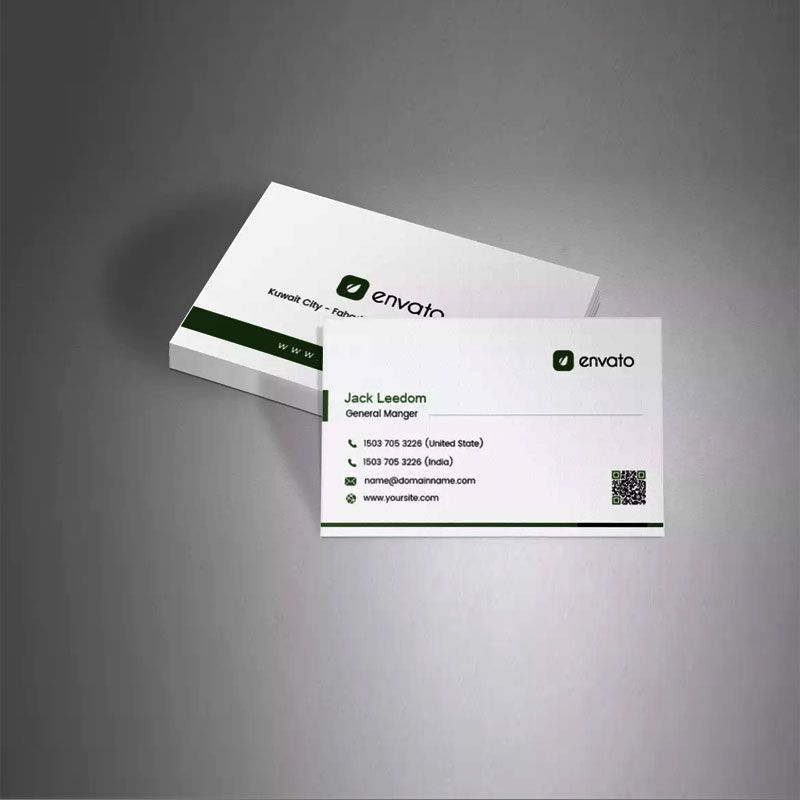 envato
Kuwait City - Fahad
www.
envato
Jack Leedom
General Manger
1503 705 3226 (United State)
1503 705 3226 (India)
name@domainname.com
www.yoursite.com